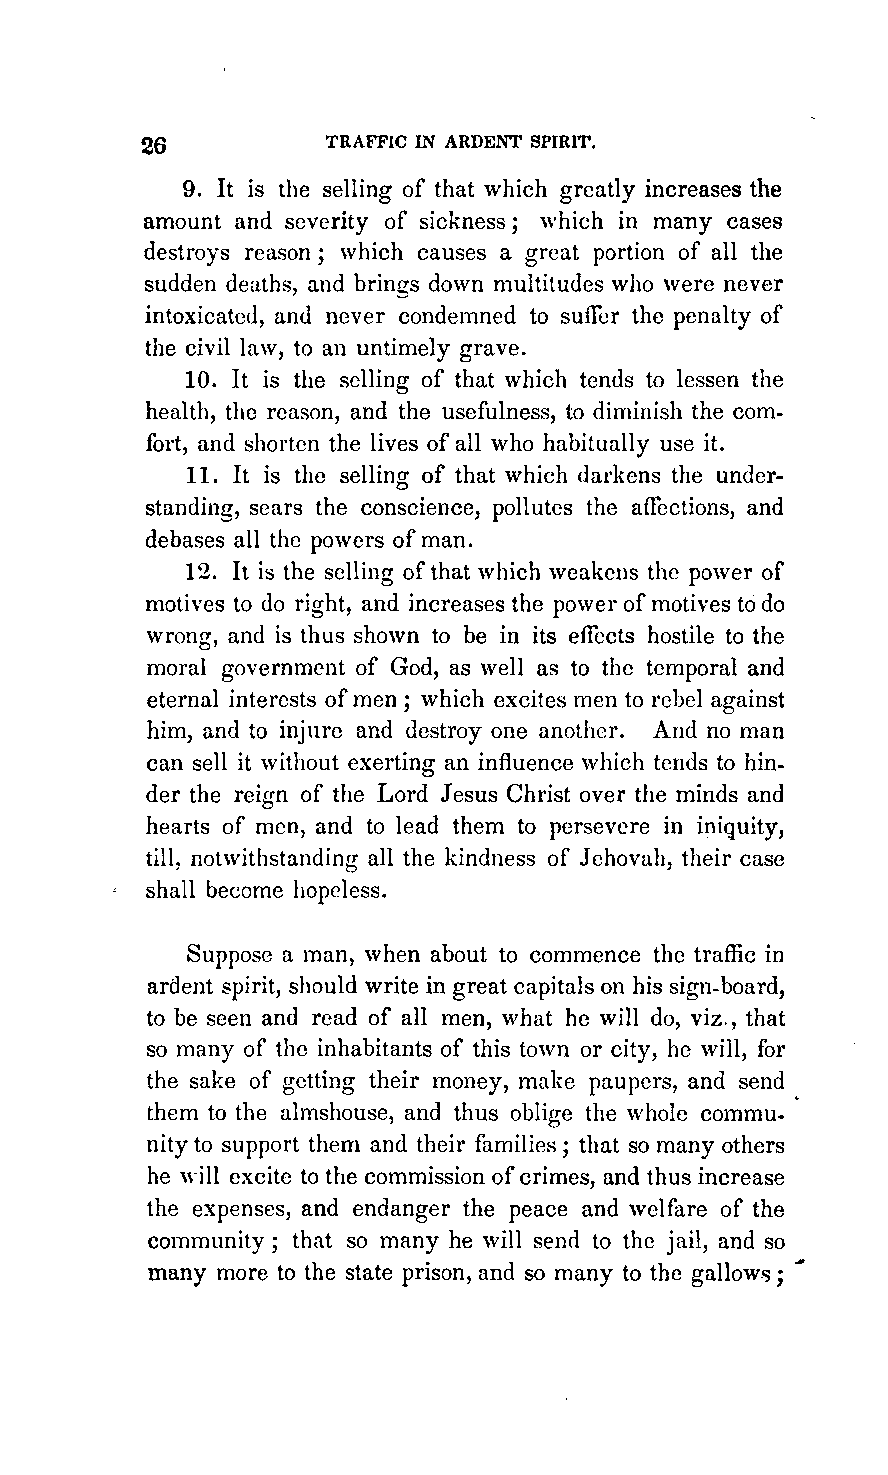 26 TRAFFIC IN ARDENT SPIRIT.
9. It is the selling of that which greatly increases the
amount and severity of sickness; which in many cases
destroys reason; which causes a great portion of all the
sudden deaths, and brings down multitudes who were never
intoxicated, and never condemned to suffer the penalty of
the civil law, to an untimely grave.
10. It is the selling of that which tends to lessen the
health, the reason, and the usefulness, to diminish the com-
fort, and shorten the lives of all who habitually use it.
11. It is the selling of that which darkens the under-
standing, sears the conscience, pollutes the affections, and
debases all the powers of man.
12. It is the selling of that which weakens the power of
motives to do right, and increases the power of motives to do
wrong, and is thus shown to be in its effects hostile to the
moral government of God, as well as to the temporal and
eternal interests of men; which excites men to rebel against
him, and to injure and destroy one another. And no man
can sell it without exerting an influence which tends to hin-
der the reign of the Lord Jesus Christ over the minds and
hearts of men, and to lead them to persevere in iniquity,
till, notwithstanding all the kindness of Jehovah, their case
shall become hopeless.
Suppose a man, when about to commence the traffic in
ardent spirit, should write in great capitals on his sign-board,
to be seen and read of all men, what he will do, viz., that
so many of the inhabitants of this town or city, he will, for
the sake of getting their money, make paupers, and send
them to the almshouse, and thus oblige the whole commu-
nity to support them and their families; that so many others
he will excite to the commission of crimes, and thus increase
the expenses, and endanger the peace and welfare of the
community; that so many he will send to the jail, and so
many more to the state prison, and so many to the gallows;